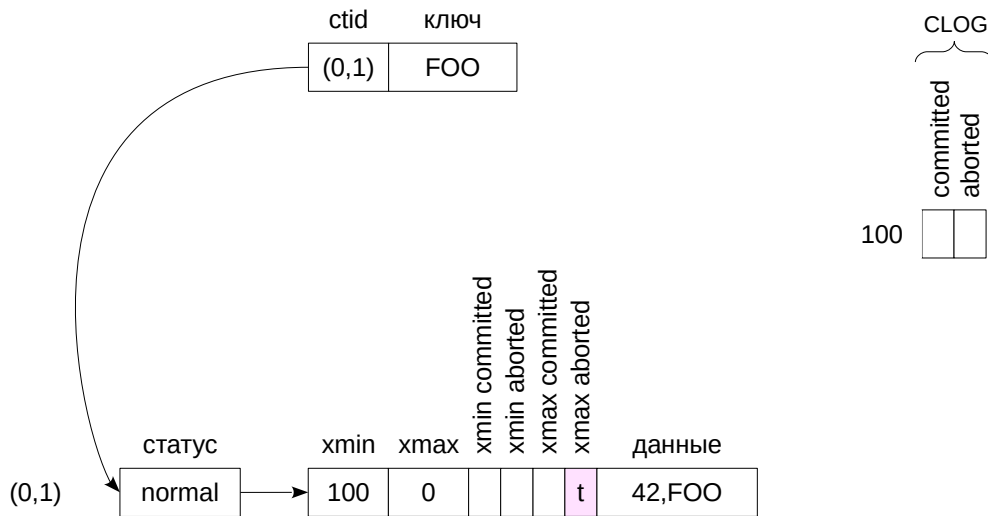 ctid ключ
(0,1) FOO
CLOG
committed
aborted
100
xmin committed
xmin aborted
xmax committed
xmax aborted
статус xmin xmax данные
(0,1) normal 100 0 t 42,FOO